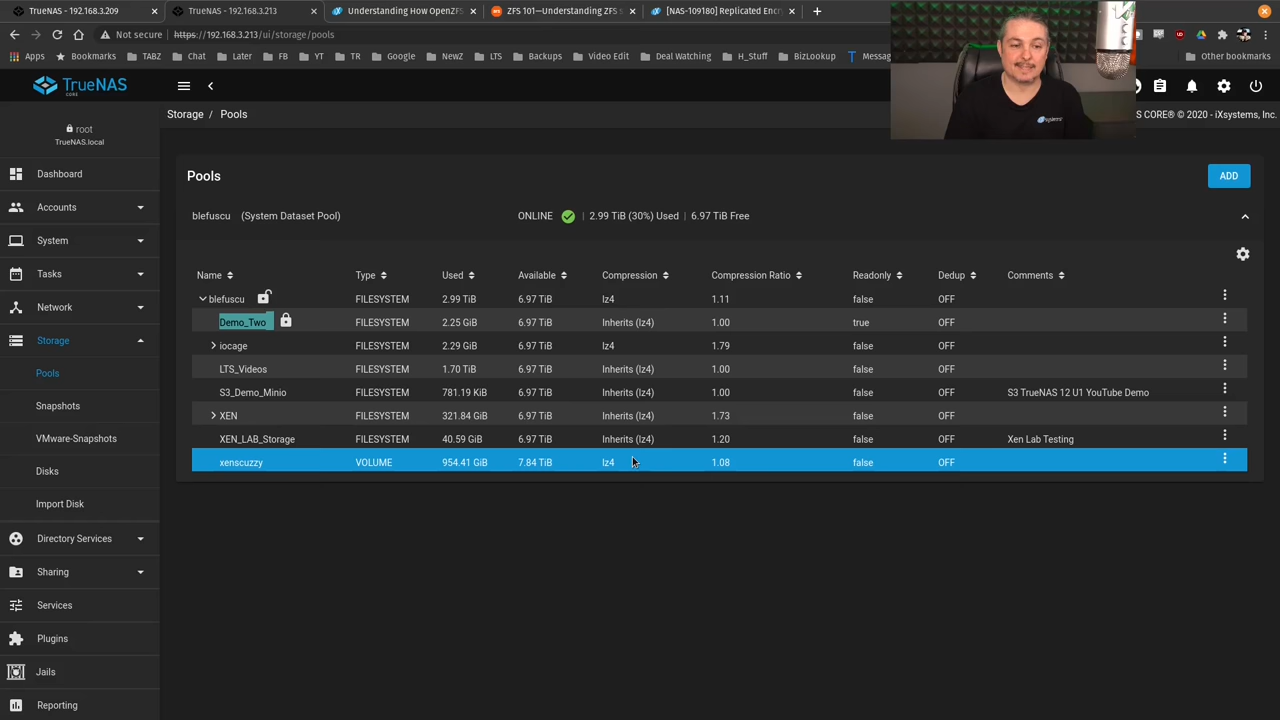 TrueNAS - 192.168.3.209
TrueNAS - 192.168.3.213
Understanding How OpenZFS
ZFS 101—Understanding ZFS s
[NAS-109180] Replicated Encry
Not secure
https://192.168.3.213/ui/storage/pools
Apps
Bookmarks
TABZ
Chat
Later
FB
YT
TR
Google
NewZ
LTS
Backups
Video Edit
Deal Watching
H_Stuff
BizLookup
Messag
Other bookmarks
TrueNAS
CORE
S CORE® © 2020 - iXsystems, Inc.
root
TrueNAS.local
Storage / Pools
Dashboard
Accounts
System
Tasks
Network
Storage
Pools
Snapshots
VMware-Snapshots
Disks
Import Disk
Directory Services
Sharing
Services
Plugins
Jails
Reporting
Pools
ADD
blefuscu (System Dataset Pool) ONLINE | 2.99 TiB (30%) Used | 6.97 TiB Free
Name Type Used Available Compression Compression Ratio Readonly Dedup Comments
blefuscu FILESYSTEM 2.99 TiB 6.97 TiB lz4 1.11 false OFF
Demo_Two FILESYSTEM 2.25 GiB 6.97 TiB Inherits (lz4) 1.00 true OFF
iocage FILESYSTEM 2.29 GiB 6.97 TiB lz4 1.79 false OFF
LTS_Videos FILESYSTEM 1.70 TiB 6.97 TiB Inherits (lz4) 1.00 false OFF
S3_Demo_Minio FILESYSTEM 781.19 KiB 6.97 TiB Inherits (lz4) 1.00 false OFF S3 TrueNAS 12 U1 YouTube Demo
XEN FILESYSTEM 321.84 GiB 6.97 TiB Inherits (lz4) 1.73 false OFF
XEN_LAB_Storage FILESYSTEM 40.59 GiB 6.97 TiB Inherits (lz4) 1.20 false OFF Xen Lab Testing
xenscuzzy VOLUME 954.41 GiB 7.84 TiB lz4 1.08 false OFF